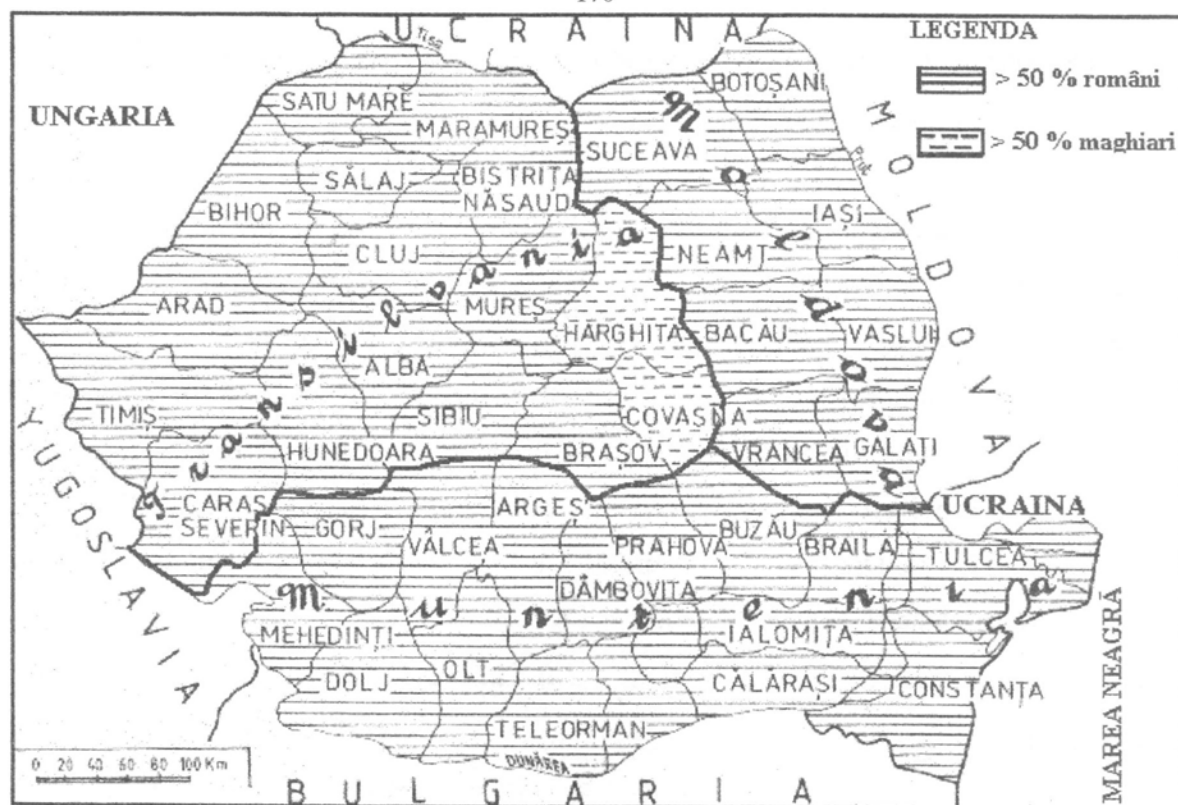 UCRAINA
Tisa
LEGENDA
> 50 % români
> 50 % maghiari
UNGARIA
BOTOȘANI
SATU MARE
MARAMUREȘ
SUCEAVA
MOLDOVA
Prut
SĂLAJ
BISTRIȚA
NĂSAUD
BIHOR
IAȘI
CLUJ
NEAMȚ
ARAD
MUREȘ
HARGHITA
BACĂU
VASLUI
ALBA
Transilvania
Moldova
TIMIȘ
SIBIU
COVASNA
HUNEDOARA
BRAȘOV
VRANCEA
GALAȚI
YUGOSLAVIA
CARAȘ
SEVERIN
GORJ
ARGEȘ
UCRAINA
VÂLCEA
PRAHOVA
BUZĂU
BRAILA
TULCEA
DÂMBOVIȚA
Muntenia
MEHEDINȚI
IALOMIȚA
OLT
DOLJ
CĂLĂRAȘI
CONSTANȚA
TELEORMAN
MAREA NEAGRĂ
DUNĂREA
0 20 40 60 80 100 Km
BULGARIA